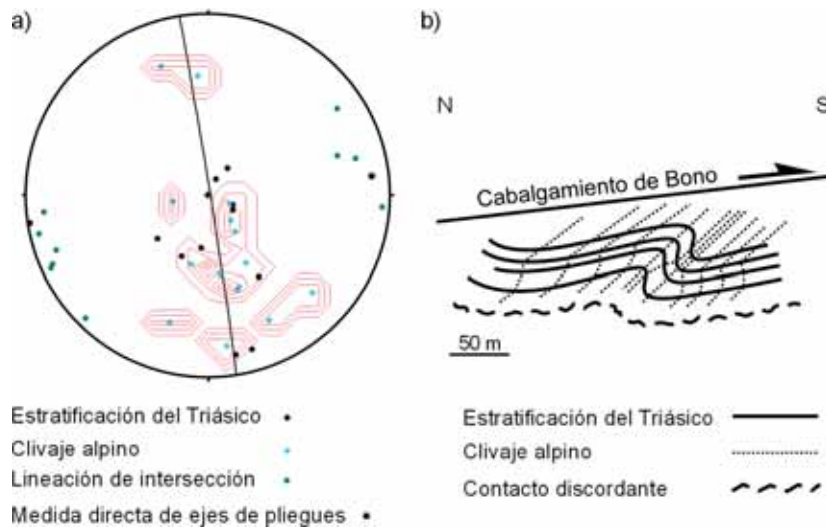 a)
b)
N
S
Cabalgamiento de Bono
50 m
Estratificación del Triásico
Clivaje alpino
Lineación de intersección
Medida directa de ejes de pliegues
Estratificación del Triásico
Clivaje alpino
Contacto discordante